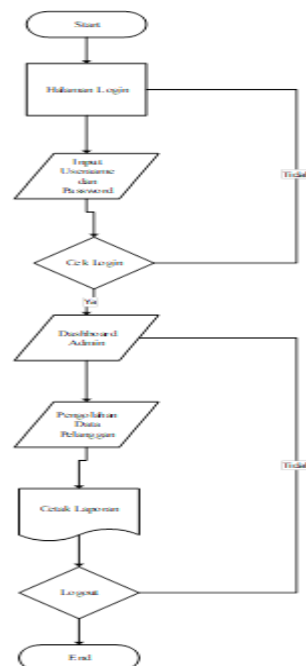 Start
Halaman Login
Input
Username
dan
Password
Tidak
Cek Login
Ya
Dashboard
Admin
Pengolahan
Data
Pelanggan
Tidak
Cetak Laporan
Logout
End